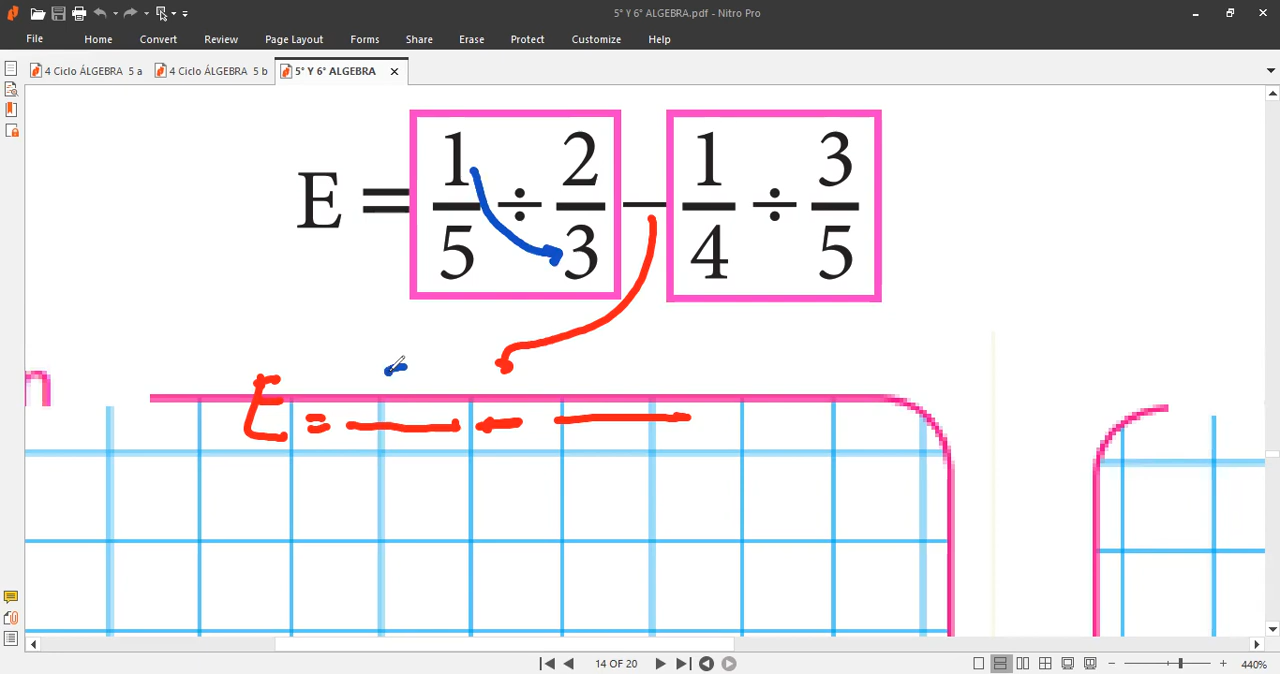 5° Y 6° ALGEBRA.pdf - Nitro Pro
File Home Convert Review Page Layout Forms Share Erase Protect Customize Help
4 Ciclo ÁLGEBRA 5 a 4 Ciclo ÁLGEBRA 5 b 5° Y 6° ALGEBRA
E = 1/5 ÷ 2/3 − 1/4 ÷ 3/5
E = — - —
14 OF 20
440%